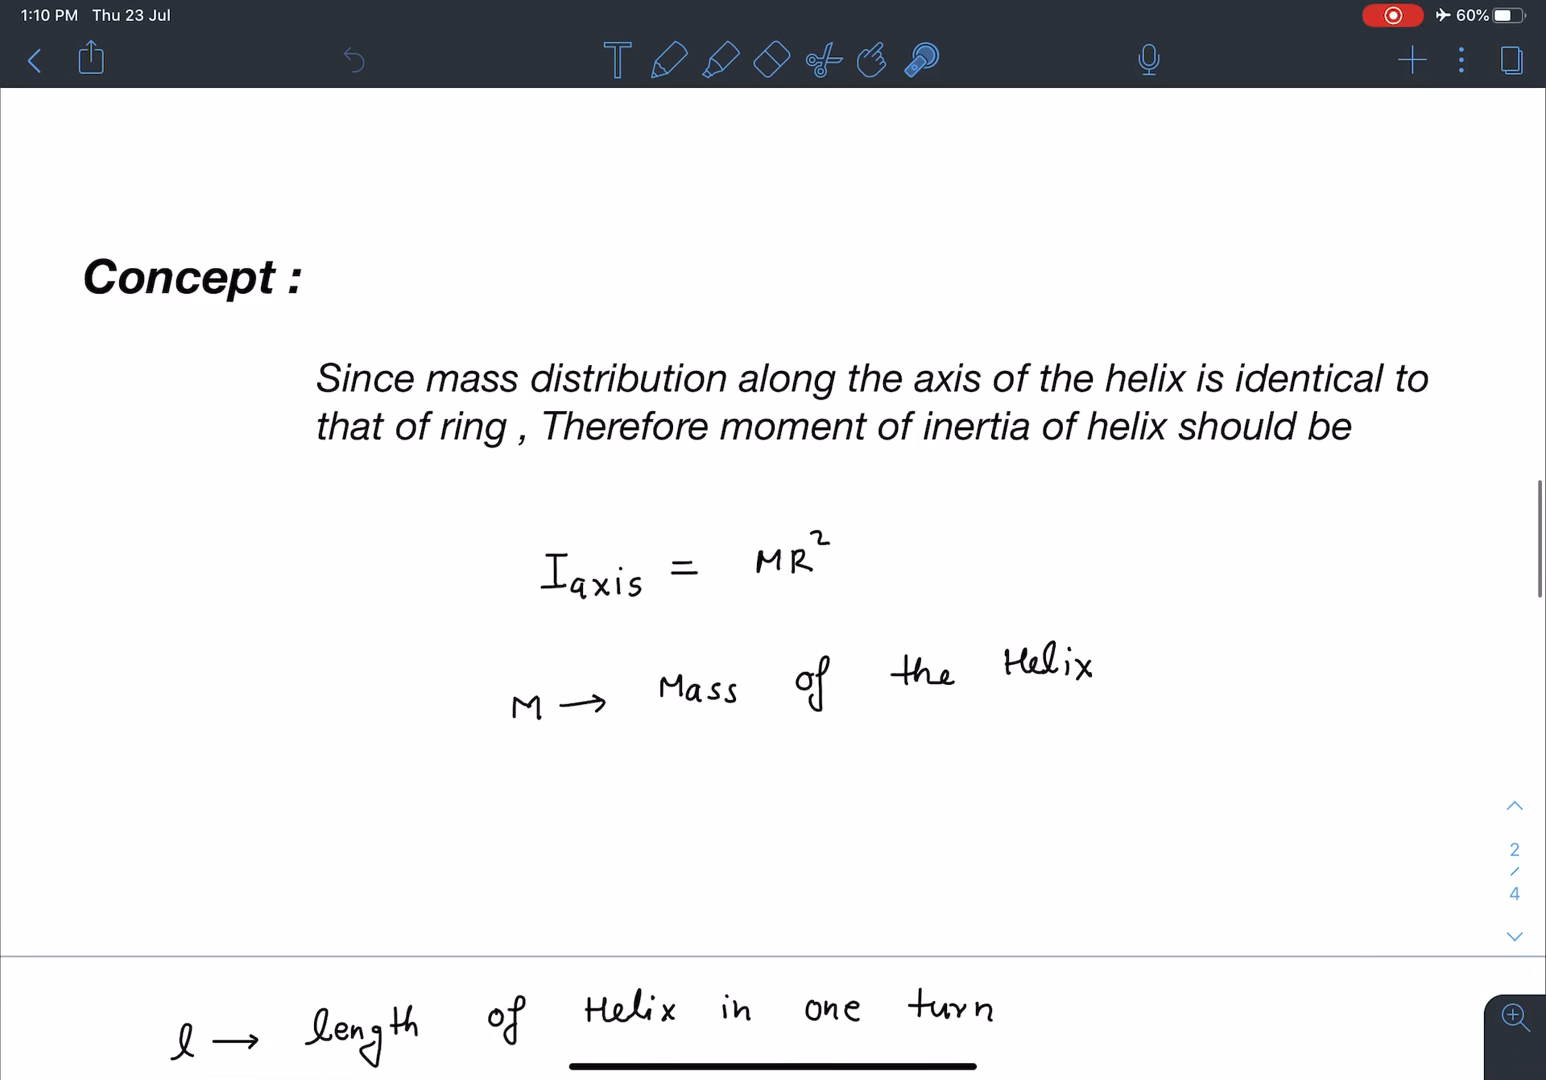 1:10 PM Thu 23 Jul
60%
T
Concept :
Since mass distribution along the axis of the helix is identical to
that of ring , Therefore moment of inertia of helix should be
I axis = MR²
M → Mass of the Helix
2
/
4
l → length of Helix in one turn